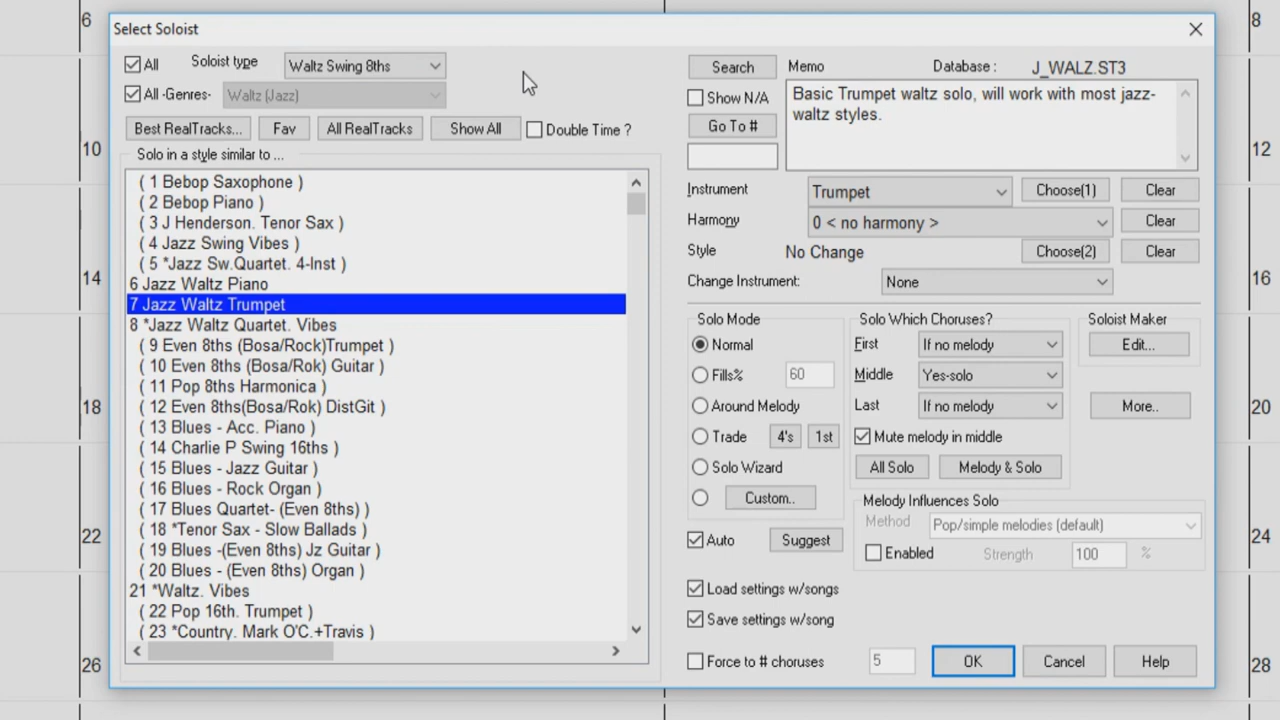 6
8
Select Soloist
All
Soloist type
Waltz Swing 8ths
All -Genres-
Waltz (Jazz)
Best RealTracks...
Fav
All RealTracks
Show All
Double Time ?
Solo in a style similar to ...
( 1 Bebop Saxophone )
( 2 Bebop Piano )
( 3 J Henderson. Tenor Sax )
( 4 Jazz Swing Vibes )
( 5 *Jazz Sw.Quartet. 4-Inst )
6 Jazz Waltz Piano
7 Jazz Waltz Trumpet
8 *Jazz Waltz Quartet. Vibes
( 9 Even 8ths (Bosa/Rock)Trumpet )
( 10 Even 8ths (Bosa/Rok) Guitar )
( 11 Pop 8ths Harmonica )
( 12 Even 8ths(Bosa/Rok) DistGit )
( 13 Blues - Acc. Piano )
( 14 Charlie P Swing 16ths )
( 15 Blues - Jazz Guitar )
( 16 Blues - Rock Organ )
( 17 Blues Quartet- (Even 8ths) )
( 18 *Tenor Sax - Slow Ballads )
( 19 Blues -(Even 8ths) Jz Guitar )
( 20 Blues - (Even 8ths) Organ )
21 *Waltz. Vibes
( 22 Pop 16th. Trumpet )
( 23 *Country. Mark O'C.+Travis )
Search
Memo
Database :
J_WALZ.ST3
Show N/A
Go To #
Basic Trumpet waltz solo, will work with most jazz-
waltz styles.
Instrument
Trumpet
Choose(1)
Clear
Harmony
0 < no harmony >
Clear
Style
No Change
Choose(2)
Clear
Change Instrument:
None
Solo Mode
Normal
Fills%
60
Around Melody
Trade
4's
1st
Solo Wizard
Custom..
Auto
Suggest
Solo Which Choruses?
First
If no melody
Middle
Yes-solo
Last
If no melody
Mute melody in middle
All Solo
Melody & Solo
Soloist Maker
Edit...
More..
Melody Influences Solo
Method
Pop/simple melodies (default)
Enabled
Strength
100
%
Load settings w/songs
Save settings w/song
Force to # choruses
5
OK
Cancel
Help
10
12
14
16
18
20
22
24
26
28